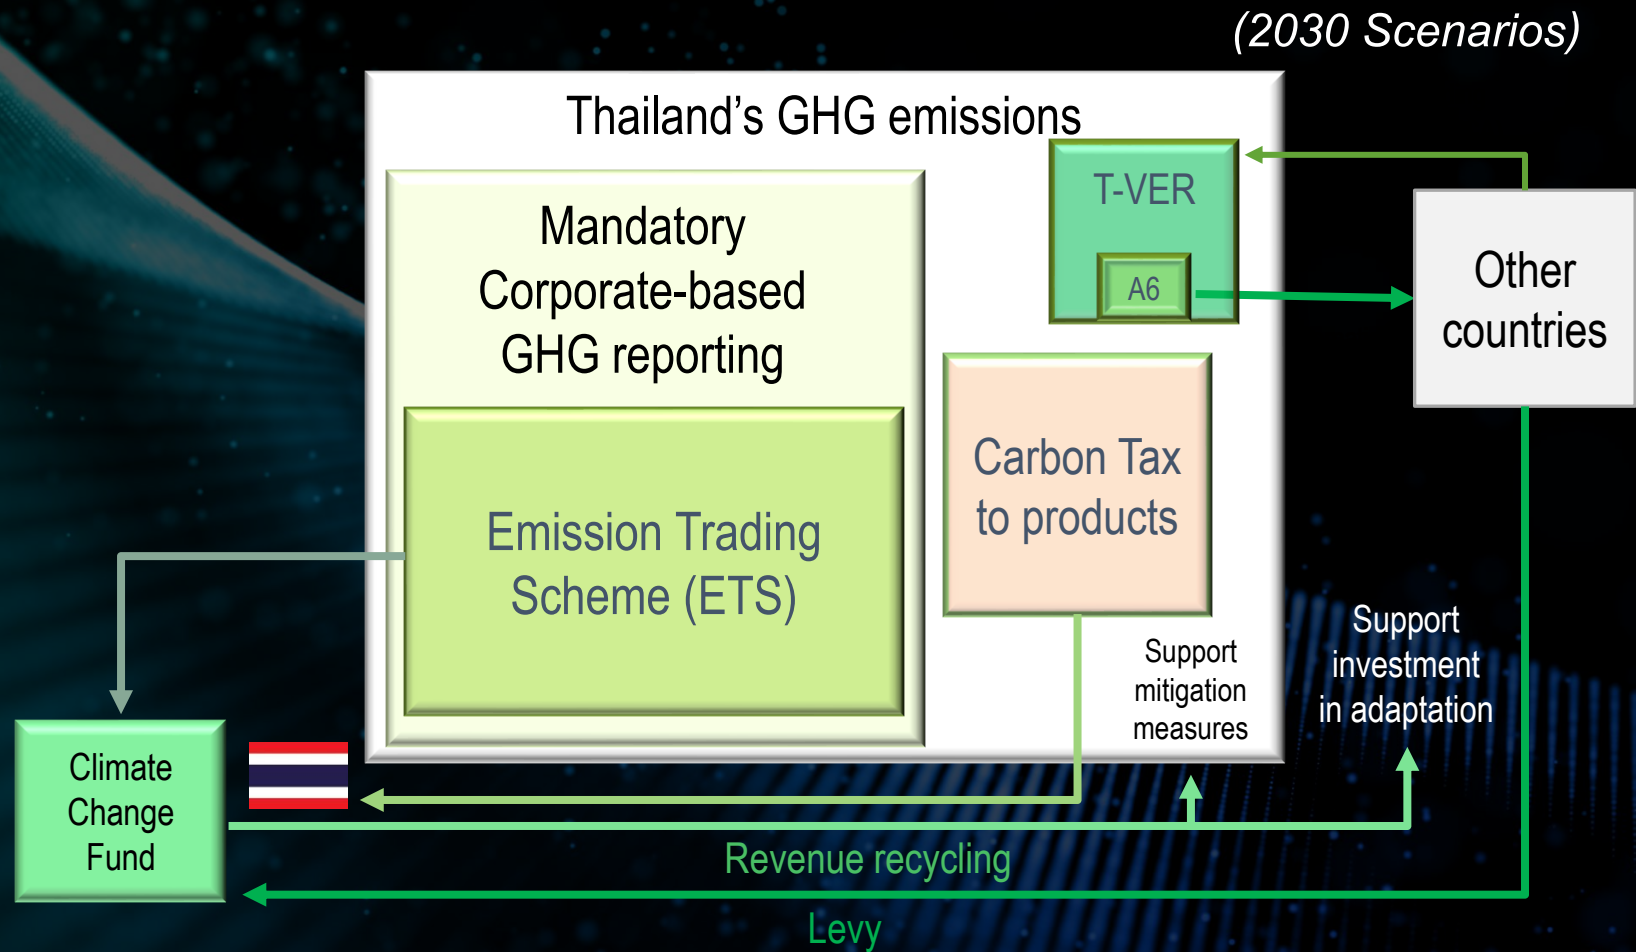 (2030 Scenarios)
Thailand’s GHG emissions
Mandatory
Corporate-based
GHG reporting
Emission Trading
Scheme (ETS)
T-VER
A6
Other
countries
Carbon Tax
to products
Support
mitigation
measures
Support
investment
in adaptation
Climate
Change
Fund
Revenue recycling
Levy